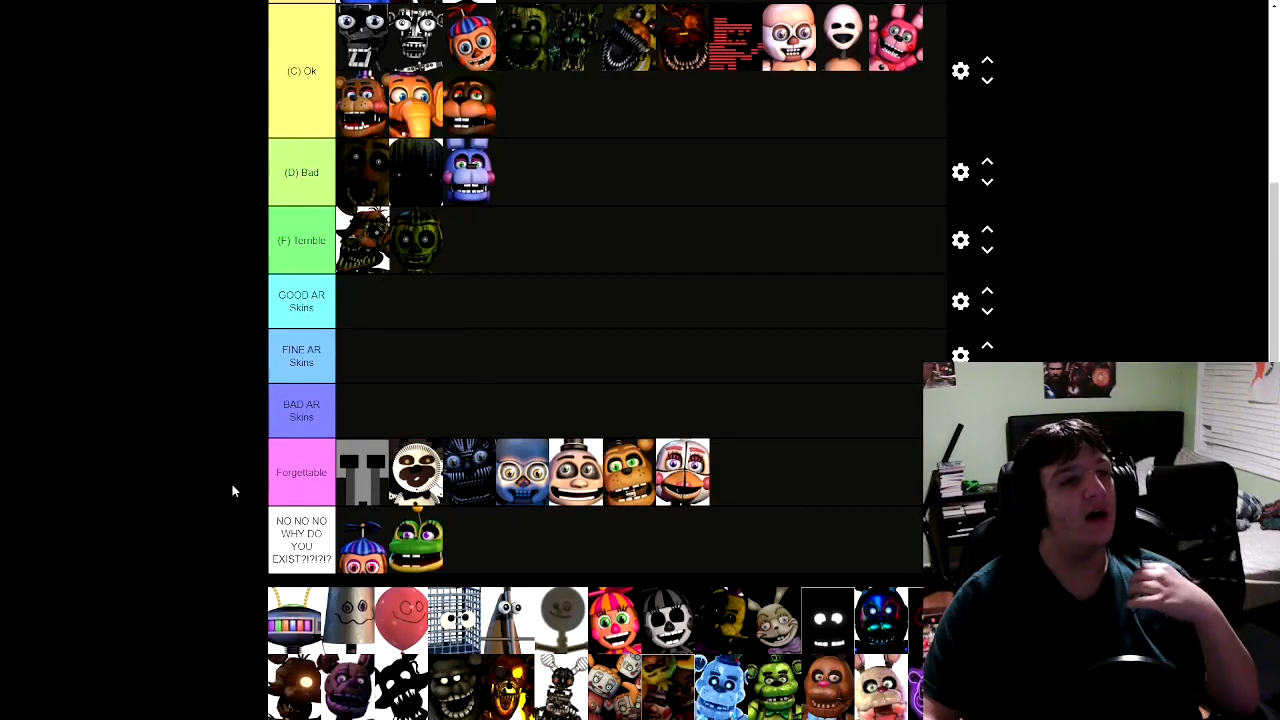 (C) Ok
(D) Bad
(F) Terrible
GOOD AR
Skins
FINE AR
Skins
BAD AR
Skins
Forgettable
NO NO NO
WHY DO
YOU
EXIST?!?!?!?